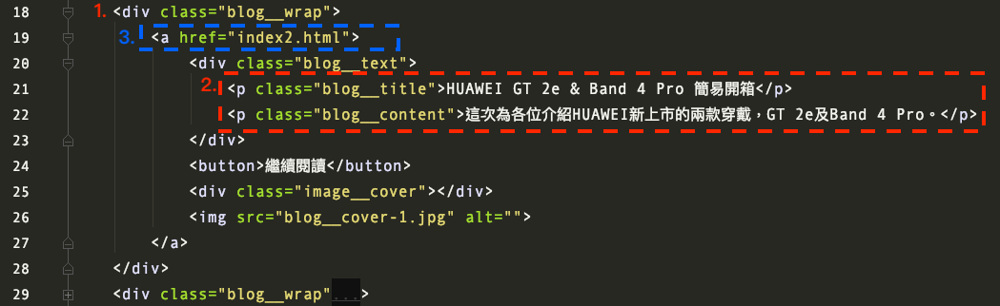 18 1. <div class="blog__wrap">
19 3. <a href="index2.html">
20 <div class="blog__text">
21 2. <p class="blog__title">HUAWEI GT 2e & Band 4 Pro 簡易開箱</p>
22 <p class="blog__content">這次為各位介紹HUAWEI新上市的兩款穿戴，GT 2e及Band 4 Pro。</p>
23 </div>
24 <button>繼續閱讀</button>
25 <div class="image__cover"></div>
26 <img src="blog__cover-1.jpg" alt="">
27 </a>
28 </div>
29 <div class="blog__wrap"...>